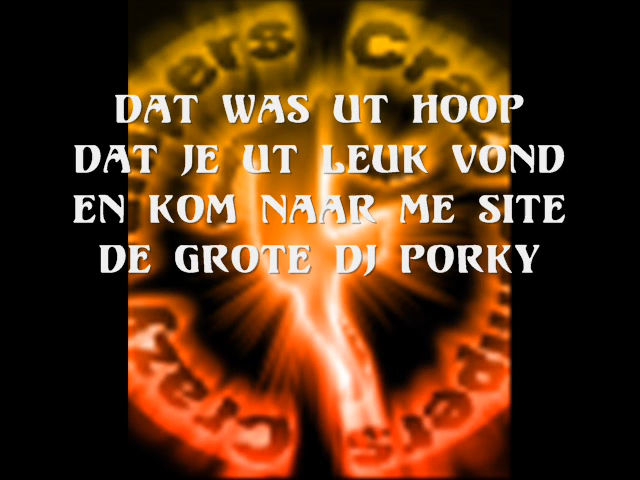 DAT WAS UT HOOP
DAT JE UT LEUK VOND
EN KOM NAAR ME SITE
DE GROTE DJ PORKY